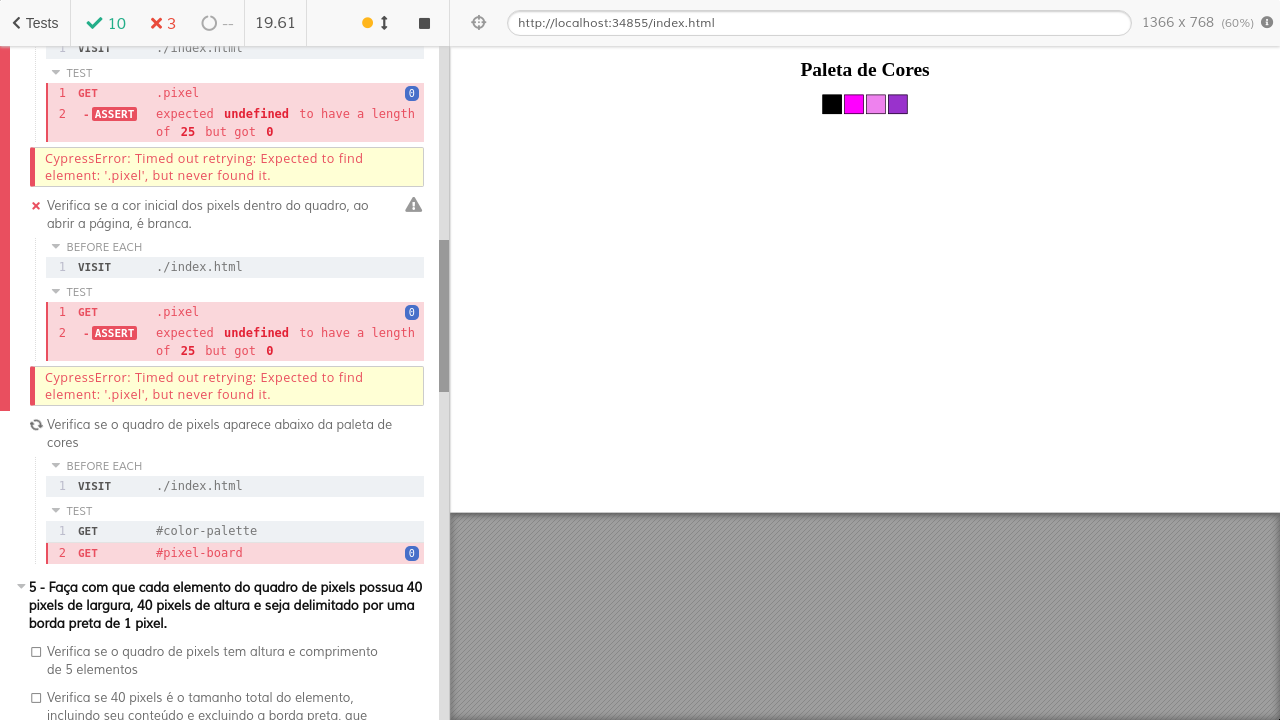 Tests 10 3 -- 19.61
http://localhost:34855/index.html 1366 x 768 (60%)
1 VISIT ./index.html
TEST
1 GET .pixel 0
2 -ASSERT expected undefined to have a length
of 25 but got 0
CypressError: Timed out retrying: Expected to find
element: '.pixel', but never found it.
Verifica se a cor inicial dos pixels dentro do quadro, ao
abrir a página, é branca.
BEFORE EACH
1 VISIT ./index.html
TEST
1 GET .pixel 0
2 -ASSERT expected undefined to have a length
of 25 but got 0
CypressError: Timed out retrying: Expected to find
element: '.pixel', but never found it.
Verifica se o quadro de pixels aparece abaixo da paleta de
cores
BEFORE EACH
1 VISIT ./index.html
TEST
1 GET #color-palette
2 GET #pixel-board 0
5 - Faça com que cada elemento do quadro de pixels possua 40
pixels de largura, 40 pixels de altura e seja delimitado por uma
borda preta de 1 pixel.
Verifica se o quadro de pixels tem altura e comprimento
de 5 elementos
Verifica se 40 pixels é o tamanho total do elemento,
incluindo seu conteúdo e excluindo a borda preta, que
Paleta de Cores